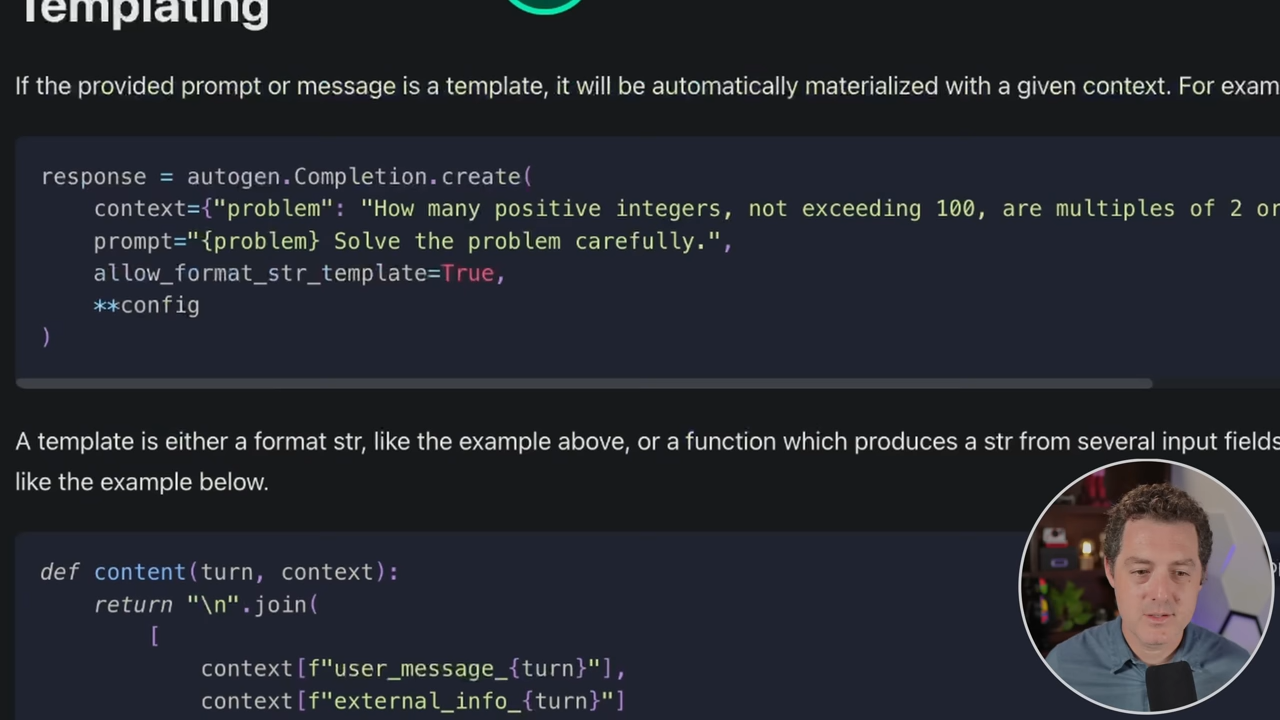 Templating
If the provided prompt or message is a template, it will be automatically materialized with a given context. For exam
response = autogen.Completion.create(
context={"problem": "How many positive integers, not exceeding 100, are multiples of 2 or
prompt="{problem} Solve the problem carefully.",
allow_format_str_template=True,
**config
)
A template is either a format str, like the example above, or a function which produces a str from several input fields
like the example below.
def content(turn, context):
return "\n".join(
[
context[f"user_message_{turn}"],
context[f"external_info_{turn}"]